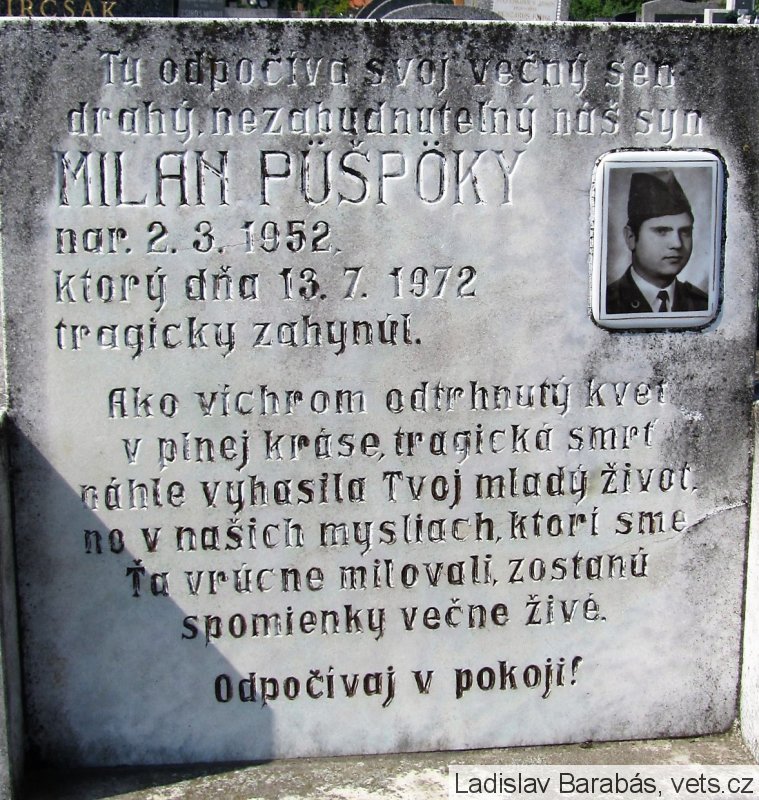 IRCSAK
Tu odpočíva svoj večný sen
drahý, nezabudnuteľný náš syn
MILAN PÜŠPÖKY
nar. 2. 3. 1952,
ktorý dňa 13. 7. 1972
tragicky zahynúl.
Ako víchrom odtrhnutý kvet
v plnej kráse, tragická smrť
náhle vyhasila Tvoj mladý život,
no v našich mysliach, ktorí sme
Ťa vrúcne milovali, zostanú
spomienky večne živé.
Odpočívaj v pokoji!
Ladislav Barabás, vets.cz